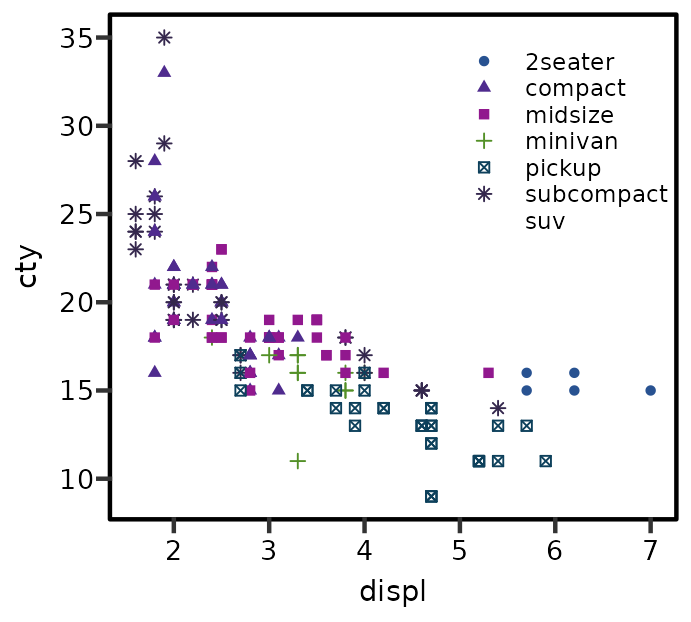 35
30
25
20
15
10
cty
2seater
compact
midsize
minivan
pickup
subcompact
suv
2 3 4 5 6 7
displ